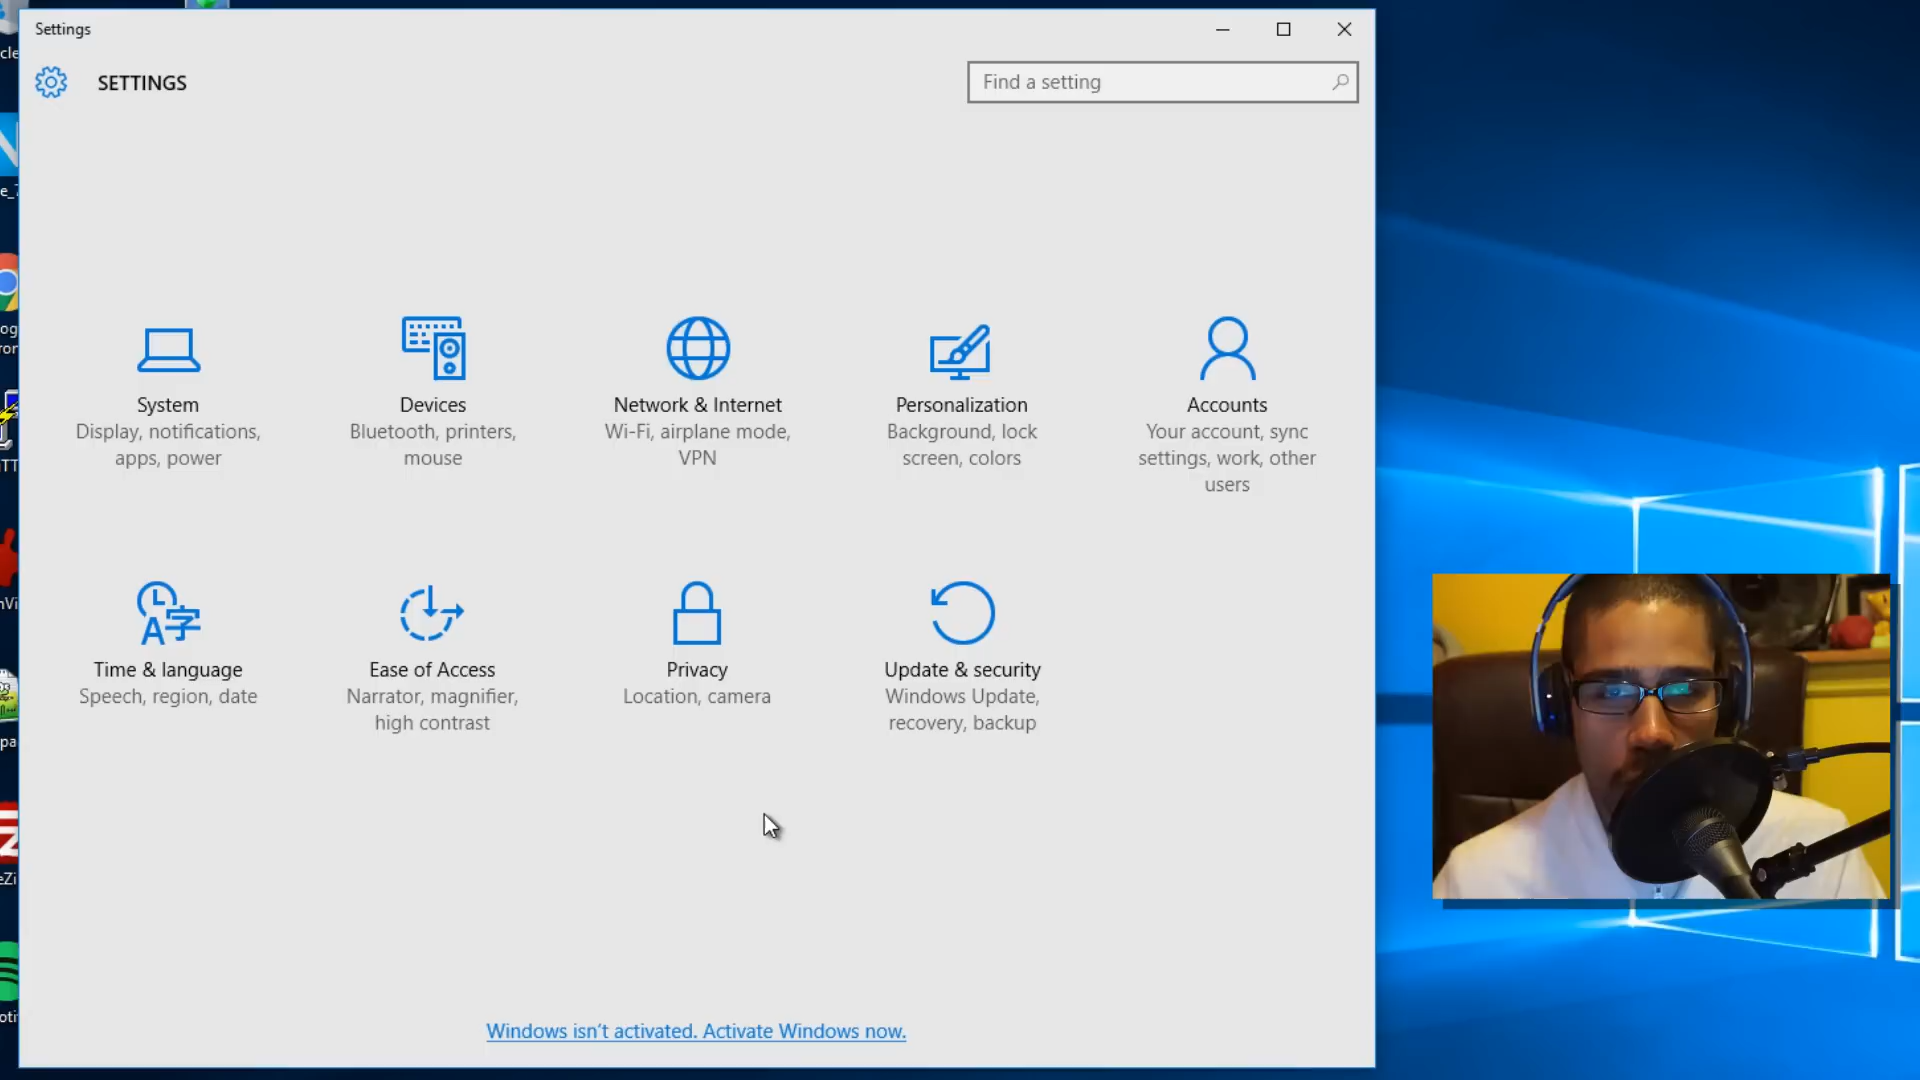 Settings
SETTINGS
Find a setting
System
Display, notifications,
apps, power
Devices
Bluetooth, printers,
mouse
Network & Internet
Wi-Fi, airplane mode,
VPN
Personalization
Background, lock
screen, colors
Accounts
Your account, sync
settings, work, other
users
Time & language
Speech, region, date
Ease of Access
Narrator, magnifier,
high contrast
Privacy
Location, camera
Update & security
Windows Update,
recovery, backup
Windows isn't activated. Activate Windows now.